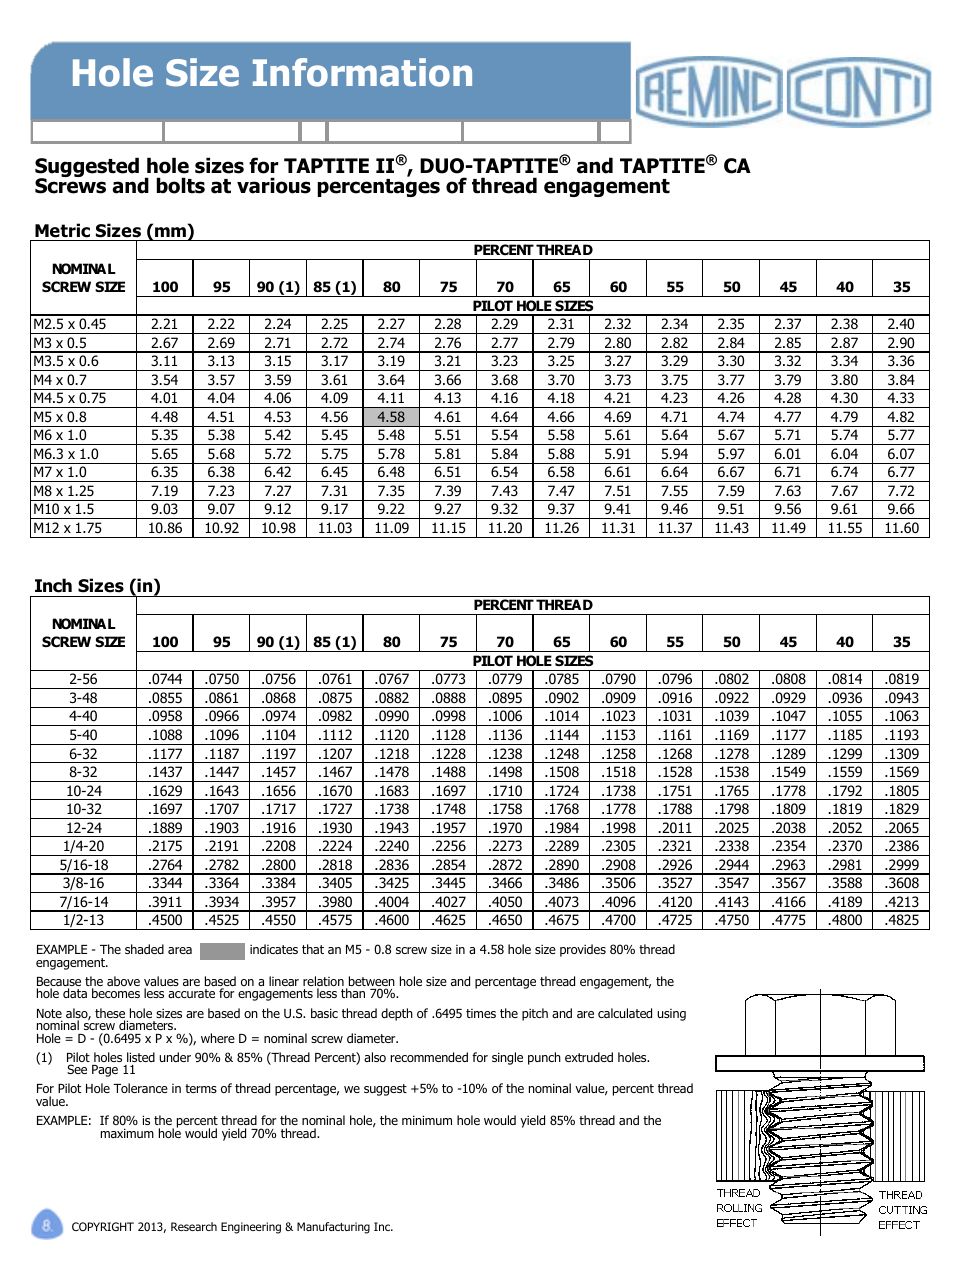 Hole Size Information
REMINC CONTI
Suggested hole sizes for TAPTITE II®, DUO-TAPTITE® and TAPTITE® CA
Screws and bolts at various percentages of thread engagement
Metric Sizes (mm)
PERCENT THREAD
NOMINAL
SCREW SIZE 100 95 90 (1) 85 (1) 80 75 70 65 60 55 50 45 40 35
PILOT HOLE SIZES
M2.5 x 0.45 2.21 2.22 2.24 2.25 2.27 2.28 2.29 2.31 2.32 2.34 2.35 2.37 2.38 2.40
M3 x 0.5 2.67 2.69 2.71 2.72 2.74 2.76 2.77 2.79 2.80 2.82 2.84 2.85 2.87 2.90
M3.5 x 0.6 3.11 3.13 3.15 3.17 3.19 3.21 3.23 3.25 3.27 3.29 3.30 3.32 3.34 3.36
M4 x 0.7 3.54 3.57 3.59 3.61 3.64 3.66 3.68 3.70 3.73 3.75 3.77 3.79 3.80 3.84
M4.5 x 0.75 4.01 4.04 4.06 4.09 4.11 4.13 4.16 4.18 4.21 4.23 4.26 4.28 4.30 4.33
M5 x 0.8 4.48 4.51 4.53 4.56 4.58 4.61 4.64 4.66 4.69 4.71 4.74 4.77 4.79 4.82
M6 x 1.0 5.35 5.38 5.42 5.45 5.48 5.51 5.54 5.58 5.61 5.64 5.67 5.71 5.74 5.77
M6.3 x 1.0 5.65 5.68 5.72 5.75 5.78 5.81 5.84 5.88 5.91 5.94 5.97 6.01 6.04 6.07
M7 x 1.0 6.35 6.38 6.42 6.45 6.48 6.51 6.54 6.58 6.61 6.64 6.67 6.71 6.74 6.77
M8 x 1.25 7.19 7.23 7.27 7.31 7.35 7.39 7.43 7.47 7.51 7.55 7.59 7.63 7.67 7.72
M10 x 1.5 9.03 9.07 9.12 9.17 9.22 9.27 9.32 9.37 9.41 9.46 9.51 9.56 9.61 9.66
M12 x 1.75 10.86 10.92 10.98 11.03 11.09 11.15 11.20 11.26 11.31 11.37 11.43 11.49 11.55 11.60
Inch Sizes (in)
PERCENT THREAD
NOMINAL
SCREW SIZE 100 95 90 (1) 85 (1) 80 75 70 65 60 55 50 45 40 35
PILOT HOLE SIZES
2-56 .0744 .0750 .0756 .0761 .0767 .0773 .0779 .0785 .0790 .0796 .0802 .0808 .0814 .0819
3-48 .0855 .0861 .0868 .0875 .0882 .0888 .0895 .0902 .0909 .0916 .0922 .0929 .0936 .0943
4-40 .0958 .0966 .0974 .0982 .0990 .0998 .1006 .1014 .1023 .1031 .1039 .1047 .1055 .1063
5-40 .1088 .1096 .1104 .1112 .1120 .1128 .1136 .1144 .1153 .1161 .1169 .1177 .1185 .1193
6-32 .1177 .1187 .1197 .1207 .1218 .1228 .1238 .1248 .1258 .1268 .1278 .1289 .1299 .1309
8-32 .1437 .1447 .1457 .1467 .1478 .1488 .1498 .1508 .1518 .1528 .1538 .1549 .1559 .1569
10-24 .1629 .1643 .1656 .1670 .1683 .1697 .1710 .1724 .1738 .1751 .1765 .1778 .1792 .1805
10-32 .1697 .1707 .1717 .1727 .1738 .1748 .1758 .1768 .1778 .1788 .1798 .1809 .1819 .1829
12-24 .1889 .1903 .1916 .1930 .1943 .1957 .1970 .1984 .1998 .2011 .2025 .2038 .2052 .2065
1/4-20 .2175 .2191 .2208 .2224 .2240 .2256 .2273 .2289 .2305 .2321 .2338 .2354 .2370 .2386
5/16-18 .2764 .2782 .2800 .2818 .2836 .2854 .2872 .2890 .2908 .2926 .2944 .2963 .2981 .2999
3/8-16 .3344 .3364 .3384 .3405 .3425 .3445 .3466 .3486 .3506 .3527 .3547 .3567 .3588 .3608
7/16-14 .3911 .3934 .3957 .3980 .4004 .4027 .4050 .4073 .4096 .4120 .4143 .4166 .4189 .4213
1/2-13 .4500 .4525 .4550 .4575 .4600 .4625 .4650 .4675 .4700 .4725 .4750 .4775 .4800 .4825
EXAMPLE - The shaded area indicates that an M5 - 0.8 screw size in a 4.58 hole size provides 80% thread
engagement.
Because the above values are based on a linear relation between hole size and percentage thread engagement, the
hole data becomes less accurate for engagements less than 70%.
Note also, these hole sizes are based on the U.S. basic thread depth of .6495 times the pitch and are calculated using
nominal screw diameters.
Hole = D - (0.6495 x P x %), where D = nominal screw diameter.
(1) Pilot holes listed under 90% & 85% (Thread Percent) also recommended for single punch extruded holes.
See Page 11
For Pilot Hole Tolerance in terms of thread percentage, we suggest +5% to -10% of the nominal value, percent thread
value.
EXAMPLE: If 80% is the percent thread for the nominal hole, the minimum hole would yield 85% thread and the
maximum hole would yield 70% thread.
THREAD
ROLLING
EFFECT
THREAD
CUTTING
EFFECT
8.
COPYRIGHT 2013, Research Engineering & Manufacturing Inc.